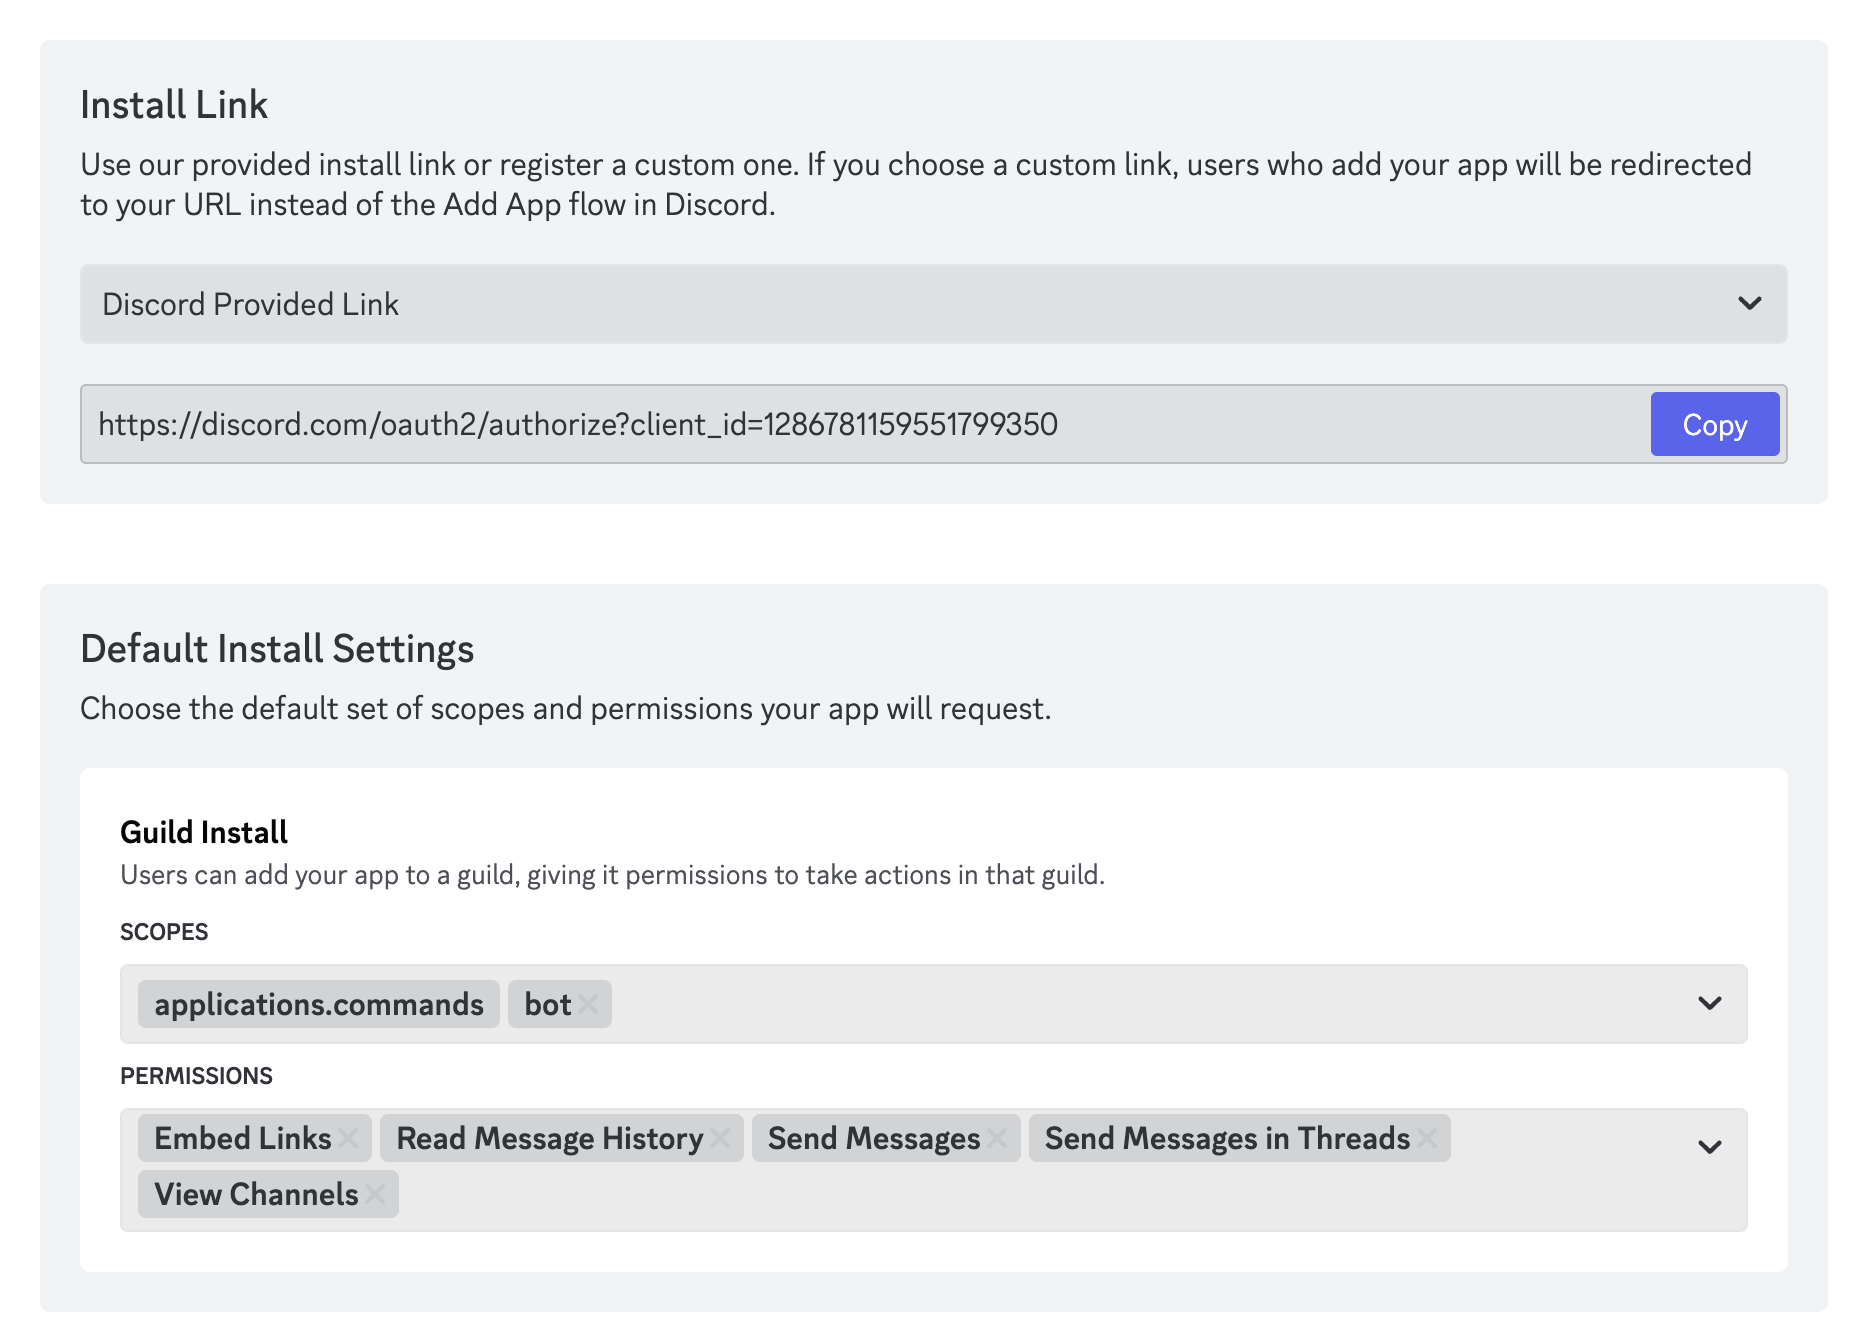 Install Link
Use our provided install link or register a custom one. If you choose a custom link, users who add your app will be redirected
to your URL instead of the Add App flow in Discord.
Discord Provided Link
https://discord.com/oauth2/authorize?client_id=1286781159551799350
Copy
Default Install Settings
Choose the default set of scopes and permissions your app will request.
Guild Install
Users can add your app to a guild, giving it permissions to take actions in that guild.
SCOPES
applications.commands bot
PERMISSIONS
Embed Links Read Message History Send Messages Send Messages in Threads
View Channels